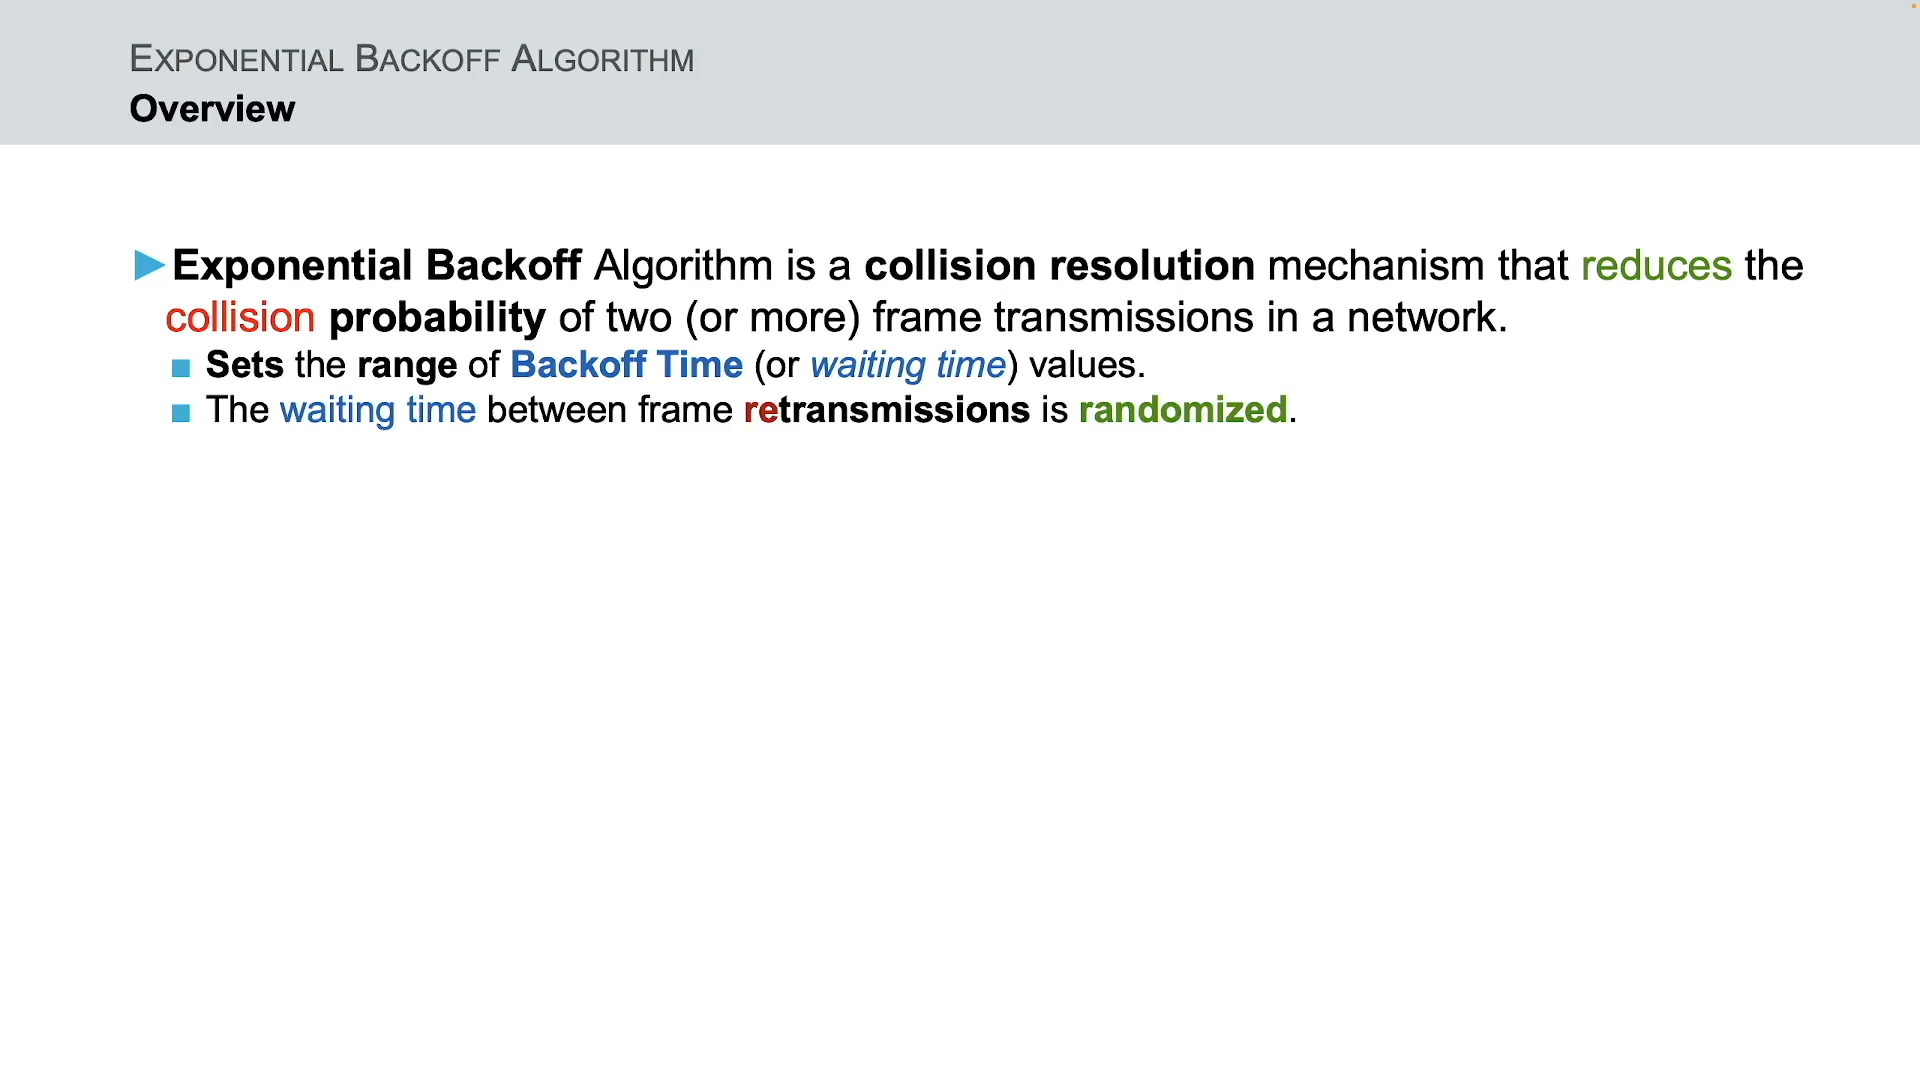 EXPONENTIAL BACKOFF ALGORITHM
Overview
Exponential Backoff Algorithm is a collision resolution mechanism that reduces the
collision probability of two (or more) frame transmissions in a network.
Sets the range of Backoff Time (or waiting time) values.
The waiting time between frame retransmissions is randomized.